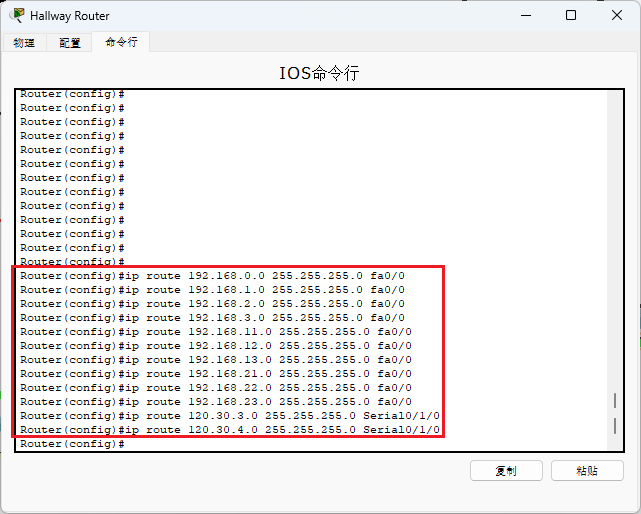 Hallway Router
物理 配置 命令行
IOS命令行
Router(config)#
Router(config)#
Router(config)#
Router(config)#
Router(config)#
Router(config)#
Router(config)#
Router(config)#
Router(config)#
Router(config)#
Router(config)#
Router(config)#
Router(config)#
Router(config)#ip route 192.168.0.0 255.255.255.0 fa0/0
Router(config)#ip route 192.168.1.0 255.255.255.0 fa0/0
Router(config)#ip route 192.168.2.0 255.255.255.0 fa0/0
Router(config)#ip route 192.168.3.0 255.255.255.0 fa0/0
Router(config)#ip route 192.168.11.0 255.255.255.0 fa0/0
Router(config)#ip route 192.168.12.0 255.255.255.0 fa0/0
Router(config)#ip route 192.168.13.0 255.255.255.0 fa0/0
Router(config)#ip route 192.168.21.0 255.255.255.0 fa0/0
Router(config)#ip route 192.168.22.0 255.255.255.0 fa0/0
Router(config)#ip route 192.168.23.0 255.255.255.0 fa0/0
Router(config)#ip route 120.30.3.0 255.255.255.0 Serial0/1/0
Router(config)#ip route 120.30.4.0 255.255.255.0 Serial0/1/0
Router(config)#
复制 粘贴